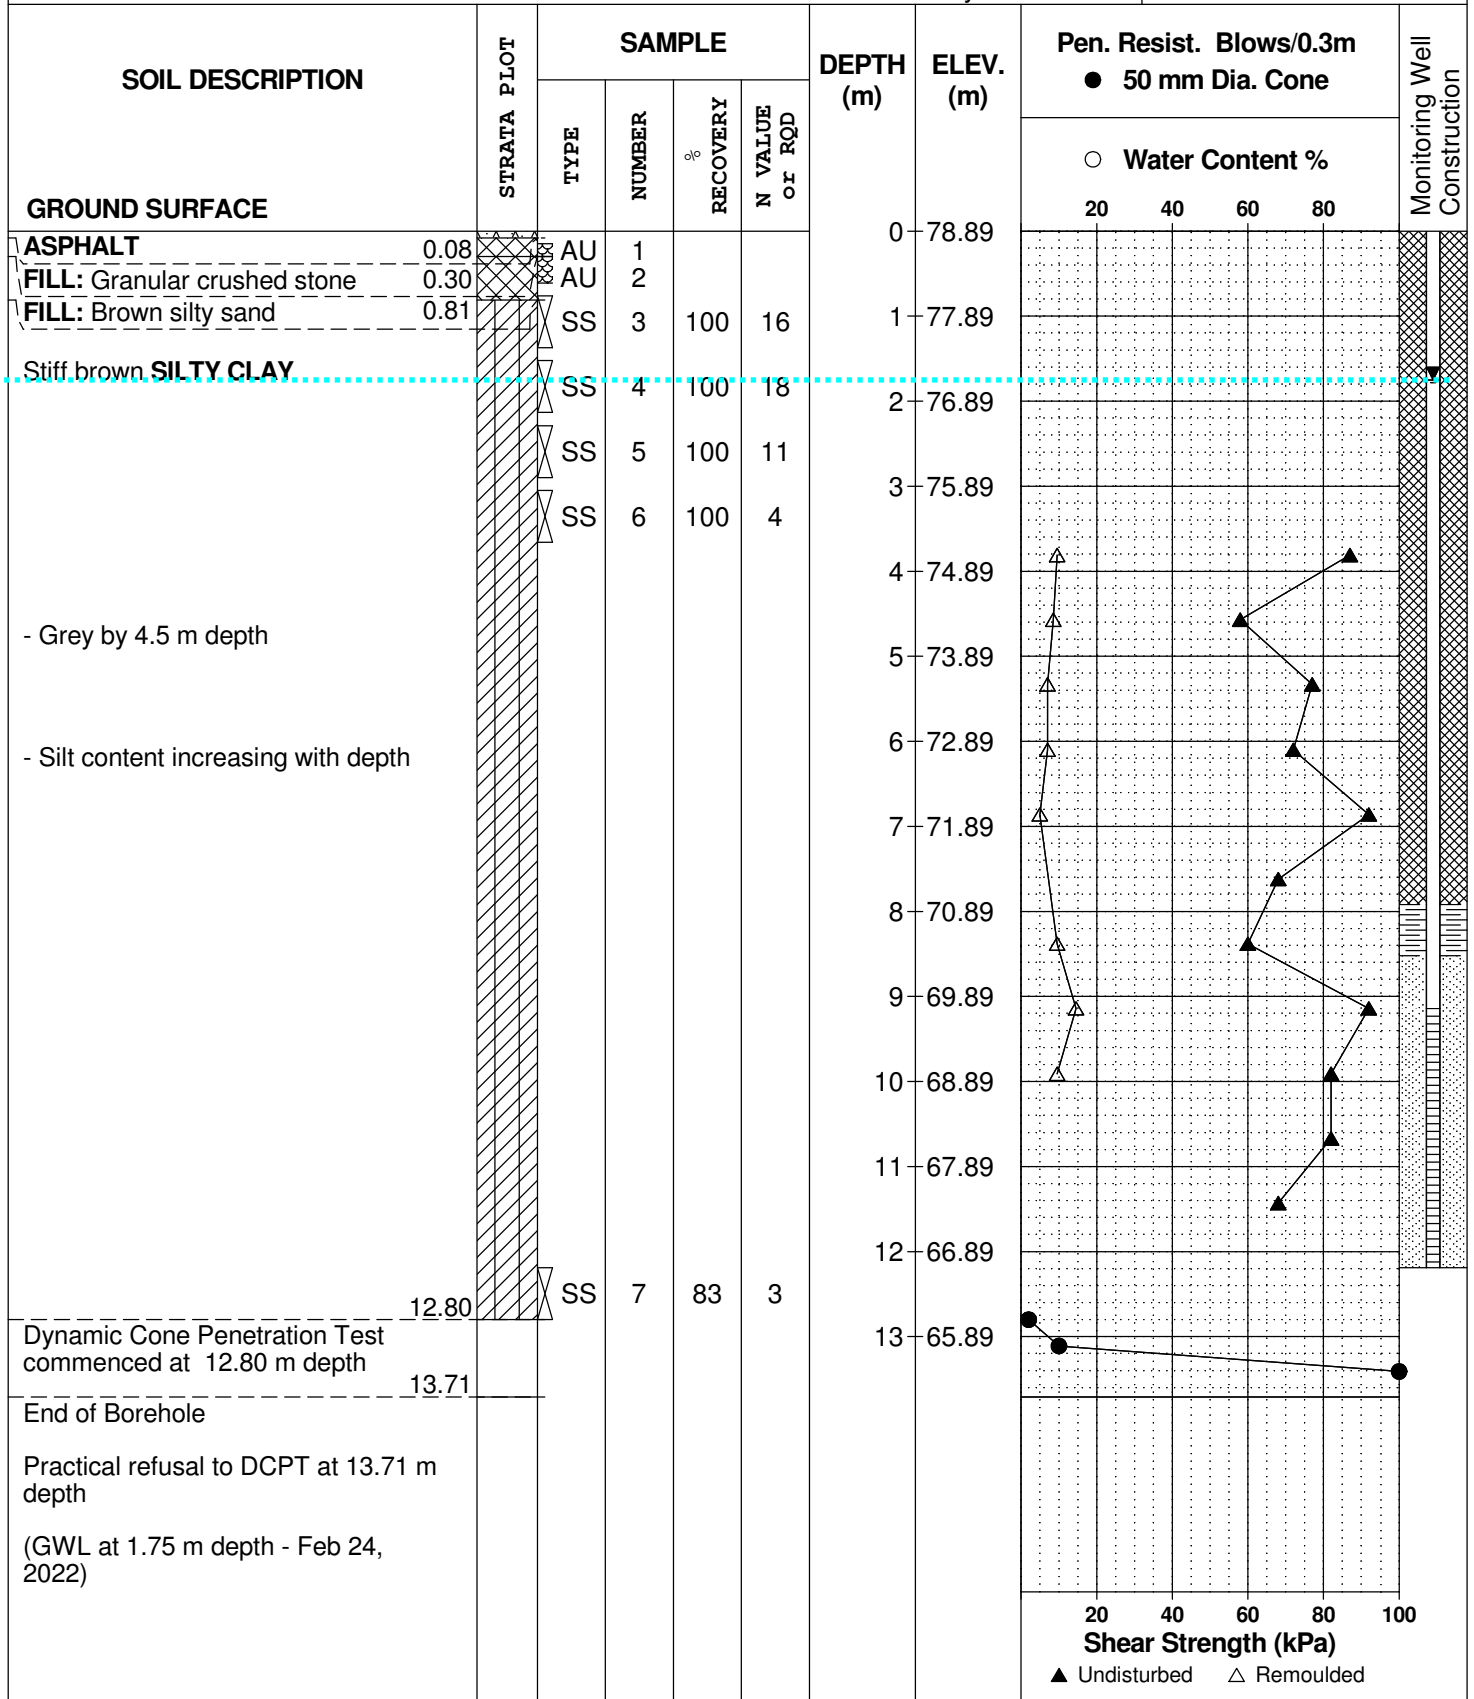 SOIL DESCRIPTION
GROUND SURFACE
STRATA PLOT
SAMPLE
TYPE
NUMBER
%
RECOVERY
N VALUE
or RQD
DEPTH
(m)
ELEV.
(m)
Pen. Resist. Blows/0.3m
● 50 mm Dia. Cone
○ Water Content %
20 40 60 80
Monitoring Well
Construction
0 78.89
ASPHALT 0.08 AU 1
FILL: Granular crushed stone 0.30 AU 2
FILL: Brown silty sand 0.81
SS 3 100 16 1 77.89
Stiff brown SILTY CLAY
SS 4 100 18
2 76.89
SS 5 100 11
3 75.89
SS 6 100 4
4 74.89
- Grey by 4.5 m depth
5 73.89
6 72.89
- Silt content increasing with depth
7 71.89
8 70.89
9 69.89
10 68.89
11 67.89
12 66.89
SS 7 83 3
12.80
Dynamic Cone Penetration Test
13 65.89
commenced at 12.80 m depth
13.71
End of Borehole
Practical refusal to DCPT at 13.71 m
depth
(GWL at 1.75 m depth - Feb 24,
2022)
20 40 60 80 100
Shear Strength (kPa)
▲ Undisturbed △ Remoulded